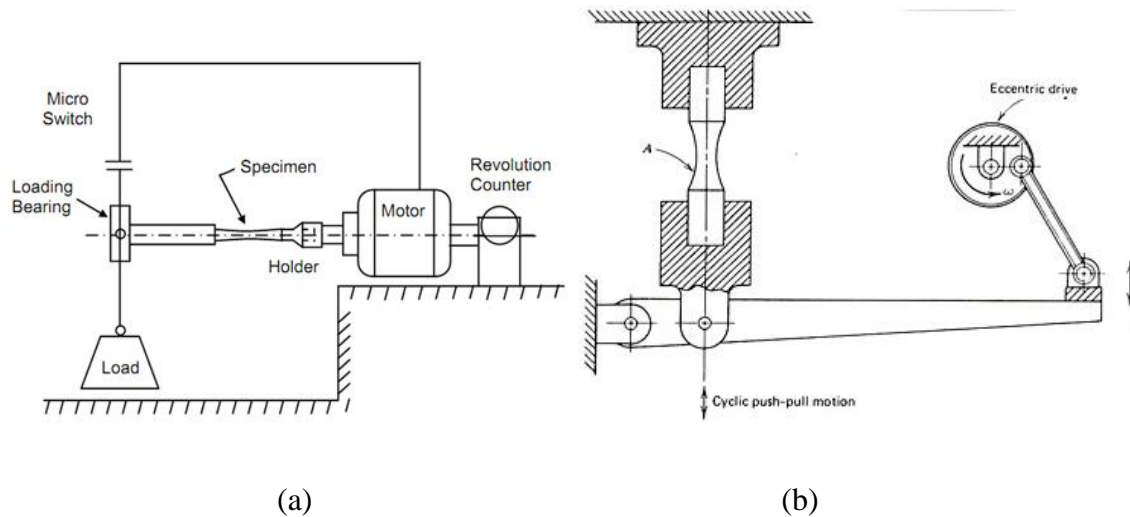 Micro
Switch
Specimen
Revolution
Counter
Loading
Bearing
Motor
Holder
Load
Eccentric drive
A
ω
Cyclic push-pull motion
(a)
(b)